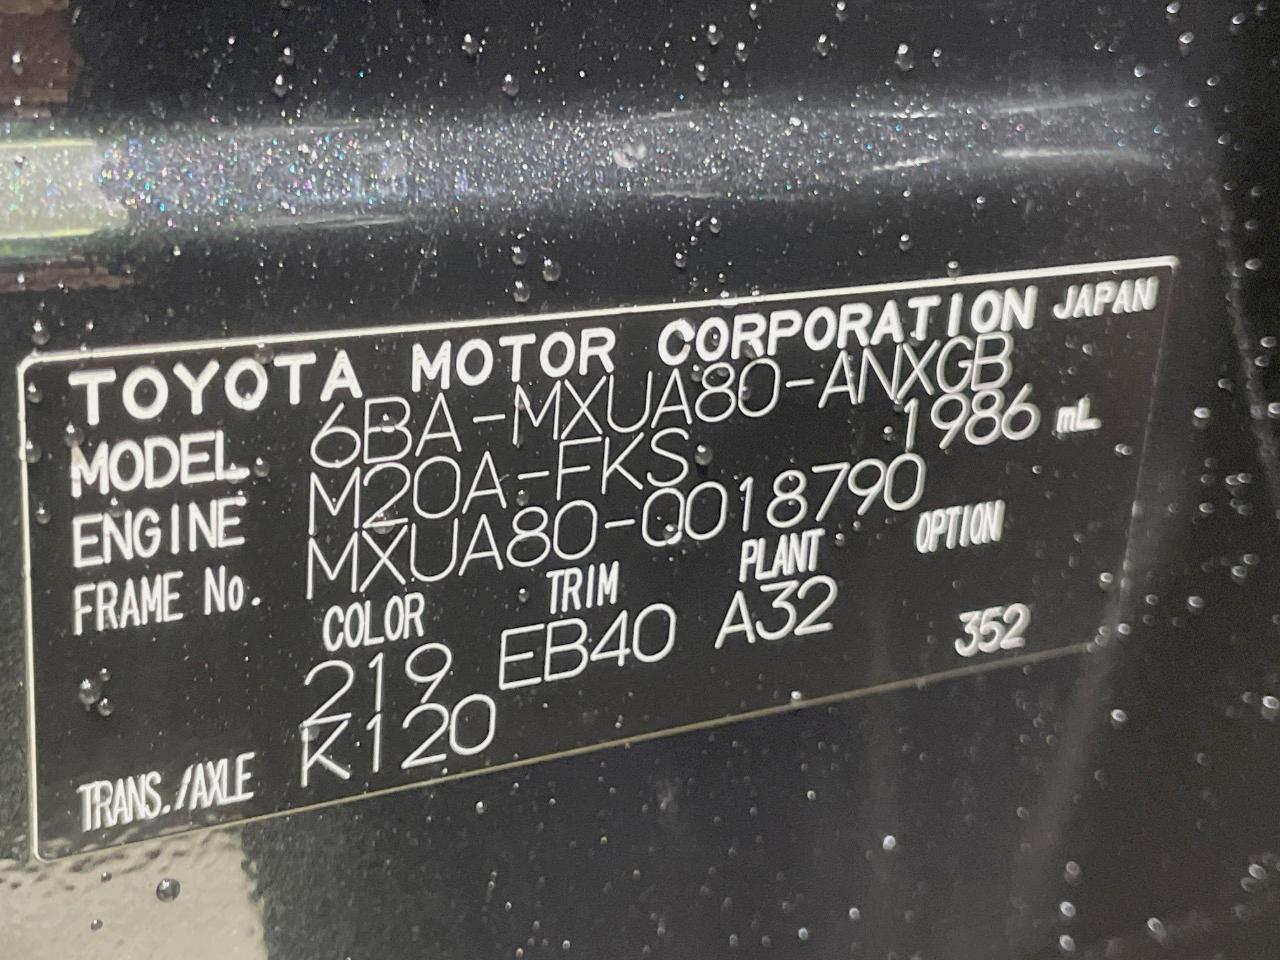 TOYOTA MOTOR CORPORATION JAPAN
MODEL 6BA-MXUA80-ANXGB
ENGINE M20A-FKS 1986 mL
FRAME No. MXUA80-0018790
COLOR TRIM PLANT OPTION
219 EB40 A32 352
TRANS./AXLE K120